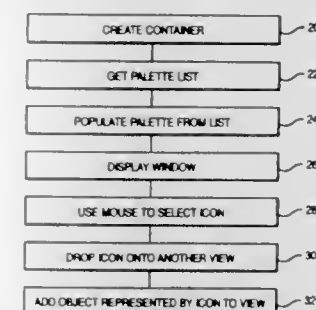 CREATE CONTAINER 20
GET PALETTE LIST 22
POPULATE PALETTE FROM LIST 24
DISPLAY WINDOW 26
USE MOUSE TO SELECT ICON 28
DROP ICON ONTO ANOTHER VIEW 30
ADD OBJECT REPRESENTED BY ICON TO VIEW 32